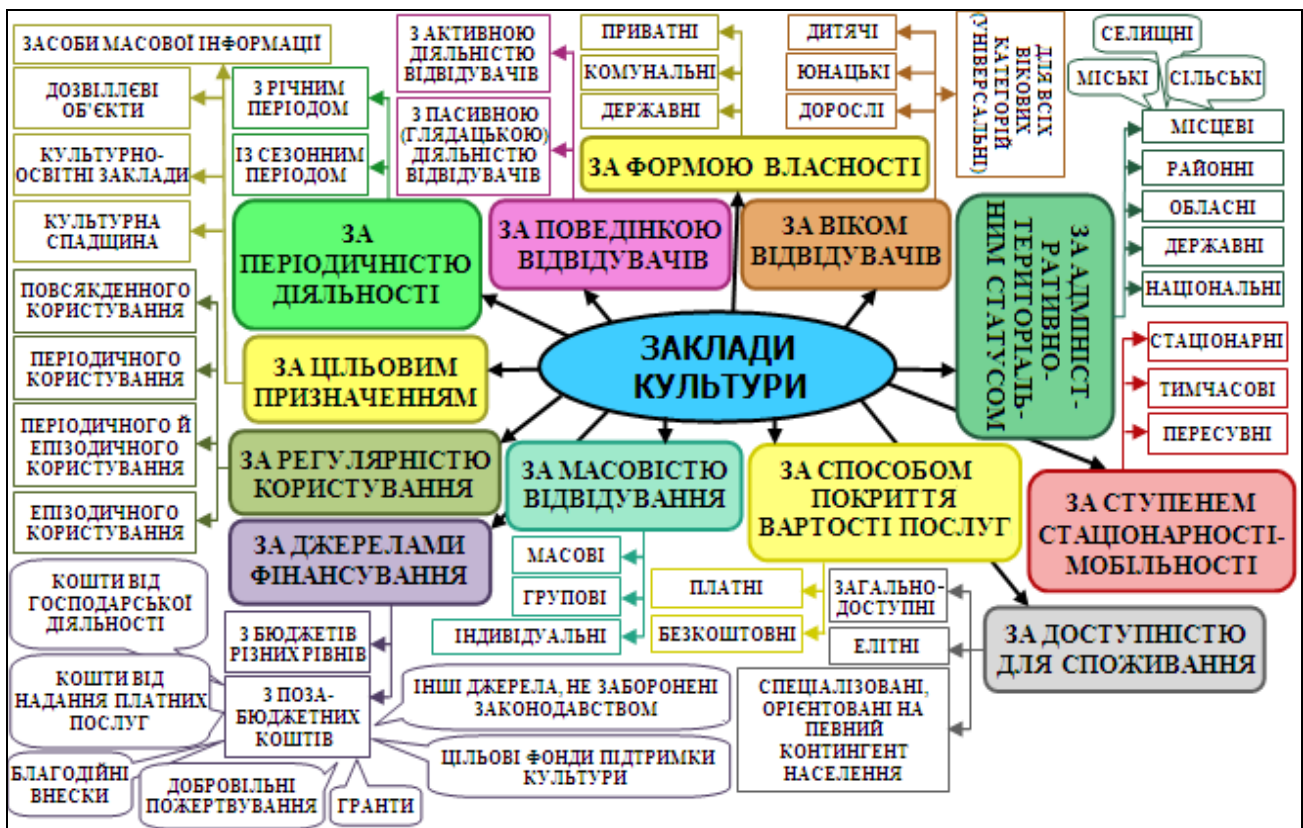 ЗАСОБИ МАСОВОЇ ІНФОРМАЦІЇ
ДОЗВІЛЛЄВІ
ОБ'ЄКТИ
КУЛЬТУРНО-
ОСВІТНІ ЗАКЛАДИ
КУЛЬТУРНА
СПАДЩИНА
З РІЧНИМ
ПЕРІОДОМ
ІЗ СЕЗОННИМ
ПЕРІОДОМ
З АКТИВНОЮ
ДІЯЛЬНІСТЮ
ВІДВІДУВАЧІВ
З ПАСИВНОЮ
(ГЛЯДАЦЬКОЮ)
ДІЯЛЬНІСТЮ
ВІДВІДУВАЧІВ
ПРИВАТНІ
КОМУНАЛЬНІ
ДЕРЖАВНІ
ДИТЯЧІ
ЮНАЦЬКІ
ДОРОСЛІ
ДЛЯ ВСІХ
ВІКОВИХ
КАТЕГОРІЙ
(УНІВЕРСАЛЬНІ)
СЕЛИЩНІ
МІСЬКІ
СІЛЬСЬКІ
МІСЦЕВІ
РАЙОННІ
ОБЛАСНІ
ДЕРЖАВНІ
НАЦІОНАЛЬНІ
ЗА
ПЕРІОДИЧНІСТЮ
ДІЯЛЬНОСТІ
ЗА ПОВЕДІНКОЮ
ВІДВІДУВАЧІВ
ЗА ФОРМОЮ ВЛАСНОСТІ
ЗА ВІКОМ
ВІДВІДУВАЧІВ
ЗА АДМІНІСТ-
РАТИВНО-
ТЕРИТОРІАЛЬ-
НИМ СТАТУСОМ
ЗАКЛАДИ
КУЛЬТУРИ
ЗА ЦІЛЬОВИМ
ПРИЗНАЧЕННЯМ
ПОВСЯКДЕННОГО
КОРИСТУВАННЯ
ПЕРІОДИЧНОГО
КОРИСТУВАННЯ
ПЕРІОДИЧНОГО Й
ЕПІЗОДИЧНОГО
КОРИСТУВАННЯ
ЕПІЗОДИЧНОГО
КОРИСТУВАННЯ
ЗА РЕГУЛЯРНІСТЮ
КОРИСТУВАННЯ
ЗА МАСОВІСТЮ
ВІДВІДУВАННЯ
ЗА СПОСОБОМ
ПОКРИТТЯ
ВАРТОСТІ ПОСЛУГ
СТАЦІОНАРНІ
ТИМЧАСОВІ
ПЕРЕСУВНІ
ЗА СТУПЕНЕМ
СТАЦІОНАРНОСТІ-
МОБІЛЬНОСТІ
ЗА ДЖЕРЕЛАМИ
ФІНАНСУВАННЯ
МАСОВІ
ГРУПОВІ
ІНДИВІДУАЛЬНІ
ПЛАТНІ
БЕЗКОШТОВНІ
ЗАГАЛЬНО-
ДОСТУПНІ
ЕЛІТНІ
СПЕЦІАЛІЗОВАНІ,
ОРІЄНТОВАНІ НА
ПЕВНИЙ
КОНТИНГЕНТ
НАСЕЛЕННЯ
ЗА ДОСТУПНІСТЮ
ДЛЯ СПОЖИВАННЯ
КОШТИ ВІД
ГОСПОДАРСЬКОЇ
ДІЯЛЬНОСТІ
КОШТИ ВІД
НАДАННЯ ПЛАТНИХ
ПОСЛУГ
БЛАГОДІЙНІ
ВНЕСКИ
З БЮДЖЕТІВ
РІЗНИХ РІВНІВ
З ПОЗА-
БЮДЖЕТНИХ
КОШТІВ
ІНШІ ДЖЕРЕЛА, НЕ ЗАБОРОНЕНІ
ЗАКОНОДАВСТВОМ
ЦІЛЬОВІ ФОНДИ ПІДТРИМКИ
КУЛЬТУРИ
ДОБРОВІЛЬНІ
ПОЖЕРТВУВАННЯ
ГРАНТИ